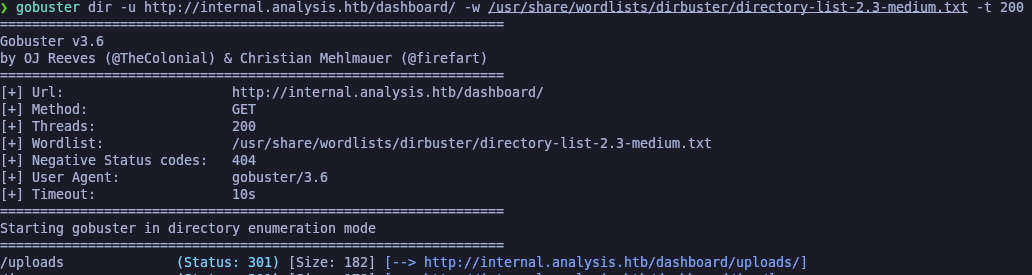 ❯ gobuster dir -u http://internal.analysis.htb/dashboard/ -w /usr/share/wordlists/dirbuster/directory-list-2.3-medium.txt -t 200
===============================================================
Gobuster v3.6
by OJ Reeves (@TheColonial) & Christian Mehlmauer (@firefart)
===============================================================
[+] Url:                     http://internal.analysis.htb/dashboard/
[+] Method:                  GET
[+] Threads:                 200
[+] Wordlist:                /usr/share/wordlists/dirbuster/directory-list-2.3-medium.txt
[+] Negative Status codes:   404
[+] User Agent:              gobuster/3.6
[+] Timeout:                 10s
===============================================================
Starting gobuster in directory enumeration mode
===============================================================
/uploads              (Status: 301) [Size: 182] [--> http://internal.analysis.htb/dashboard/uploads/]